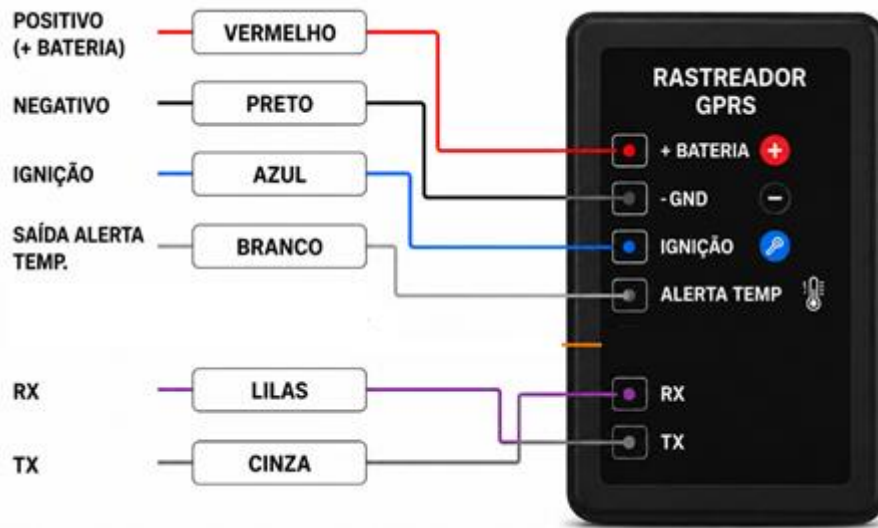 POSITIVO
(+ BATERIA)
VERMELHO
NEGATIVO
PRETO
IGNIÇÃO
AZUL
SAÍDA ALERTA
TEMP.
BRANCO
RX
LILAS
TX
CINZA
RASTREADOR
GPRS
+ BATERIA
- GND
IGNIÇÃO
ALERTA TEMP
RX
TX